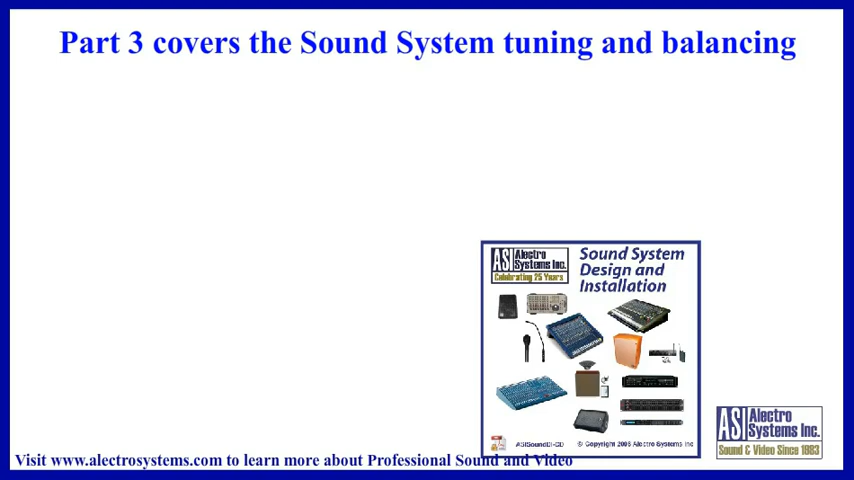 Part 3 covers the Sound System tuning and balancing
ASI Alectro
Systems Inc.
Celebrating 25 Years
Sound System
Design and
Installation
ASISoundDI-CD
© Copyright 2008 Alectro Systems Inc
ASI Alectro
Systems Inc.
Sound & Video Since 1983
Visit www.alectrosystems.com to learn more about Professional Sound and Video